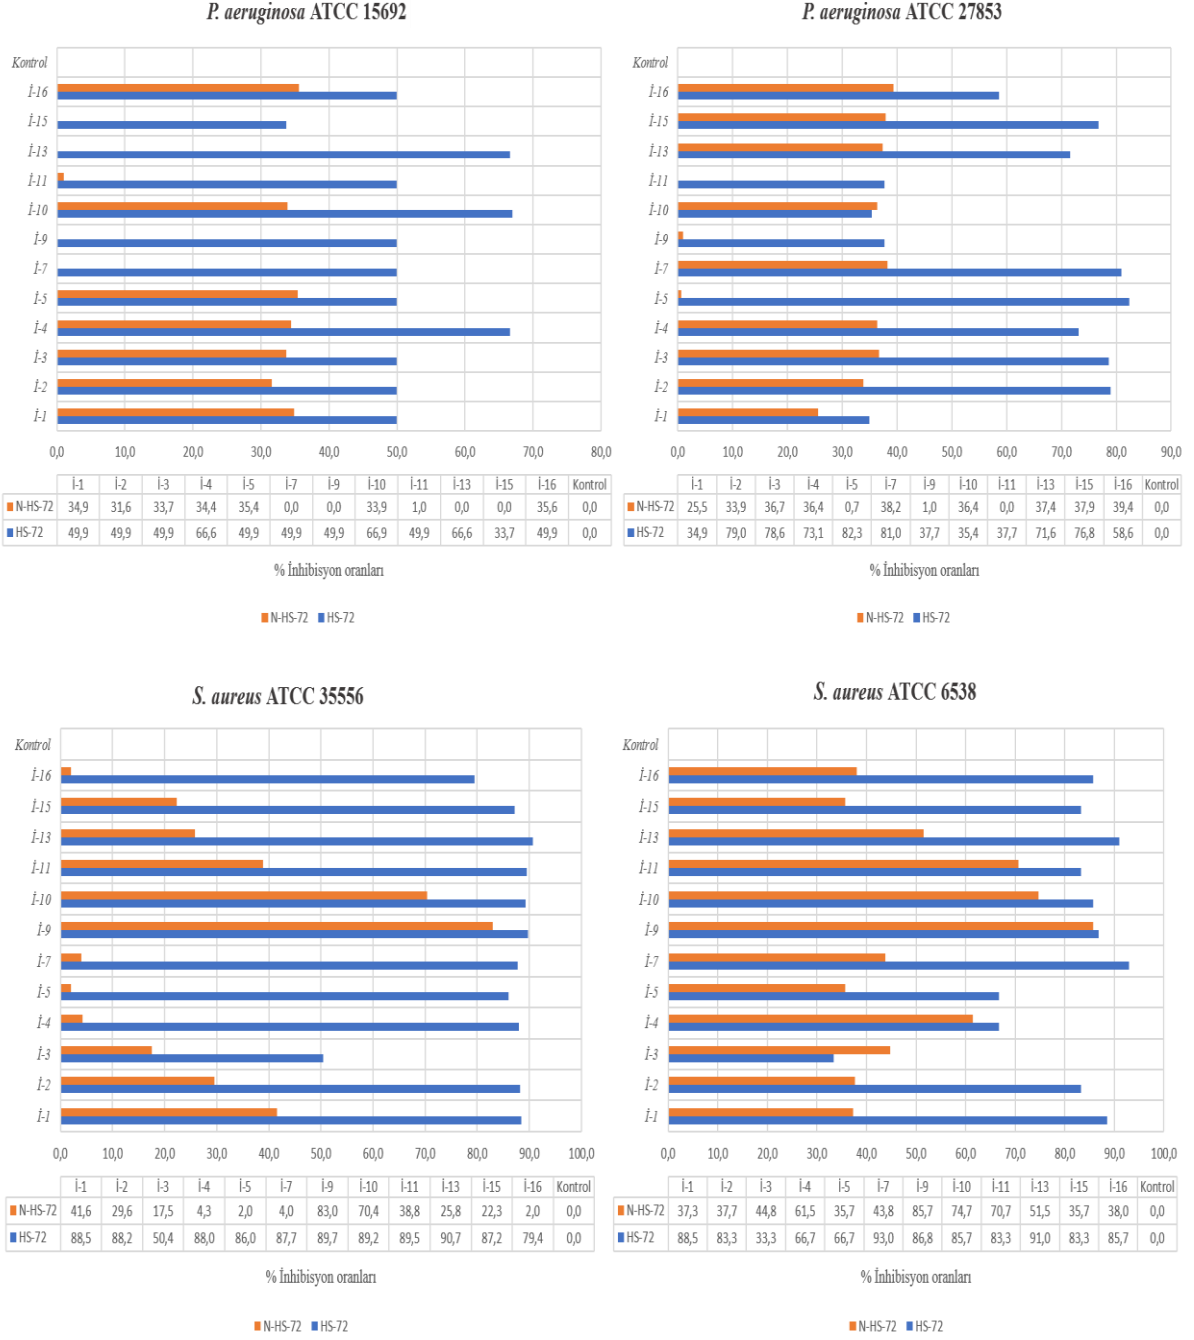 P. aeruginosa ATCC 15692
Kontrol
İ-16
İ-15
İ-13
İ-11
İ-10
İ-9
İ-7
İ-5
İ-4
İ-3
İ-2
İ-1
0,0 10,0 20,0 30,0 40,0 50,0 60,0 70,0 80,0
İ-1 İ-2 İ-3 İ-4 İ-5 İ-7 İ-9 İ-10 İ-11 İ-13 İ-15 İ-16 Kontrol
N-HS-72 34,9 31,6 33,7 34,4 35,4 0,0 0,0 33,9 1,0 0,0 0,0 35,6 0,0
HS-72 49,9 49,9 49,9 66,6 49,9 49,9 49,9 66,9 49,9 66,6 33,7 49,9 0,0
% İnhibisyon oranları
N-HS-72 HS-72
P. aeruginosa ATCC 27853
Kontrol
İ-16
İ-15
İ-13
İ-11
İ-10
İ-9
İ-7
İ-5
İ-4
İ-3
İ-2
İ-1
0,0 10,0 20,0 30,0 40,0 50,0 60,0 70,0 80,0 90,0
İ-1 İ-2 İ-3 İ-4 İ-5 İ-7 İ-9 İ-10 İ-11 İ-13 İ-15 İ-16 Kontrol
N-HS-72 25,5 33,9 36,7 36,4 0,7 38,2 1,0 36,4 0,0 37,4 37,9 39,4 0,0
HS-72 34,9 79,0 78,6 73,1 82,3 81,0 37,7 35,4 37,7 71,6 76,8 58,6 0,0
% İnhibisyon oranları
N-HS-72 HS-72
S. aureus ATCC 35556
Kontrol
İ-16
İ-15
İ-13
İ-11
İ-10
İ-9
İ-7
İ-5
İ-4
İ-3
İ-2
İ-1
0,0 10,0 20,0 30,0 40,0 50,0 60,0 70,0 80,0 90,0 100,0
İ-1 İ-2 İ-3 İ-4 İ-5 İ-7 İ-9 İ-10 İ-11 İ-13 İ-15 İ-16 Kontrol
N-HS-72 41,6 29,6 17,5 4,3 2,0 4,0 83,0 70,4 38,8 25,8 22,3 2,0 0,0
HS-72 88,5 88,2 50,4 88,0 86,0 87,7 89,7 89,2 89,5 90,7 87,2 79,4 0,0
% İnhibisyon oranları
N-HS-72 HS-72
S. aureus ATCC 6538
Kontrol
İ-16
İ-15
İ-13
İ-11
İ-10
İ-9
İ-7
İ-5
İ-4
İ-3
İ-2
İ-1
0,0 10,0 20,0 30,0 40,0 50,0 60,0 70,0 80,0 90,0 100,0
İ-1 İ-2 İ-3 İ-4 İ-5 İ-7 İ-9 İ-10 İ-11 İ-13 İ-15 İ-16 Kontrol
N-HS-72 37,3 37,7 44,8 61,5 35,7 43,8 85,7 74,7 70,7 51,5 35,7 38,0 0,0
HS-72 88,5 83,3 33,3 66,7 66,7 93,0 86,8 85,7 83,3 91,0 83,3 85,7 0,0
% İnhibisyon oranları
N-HS-72 HS-72